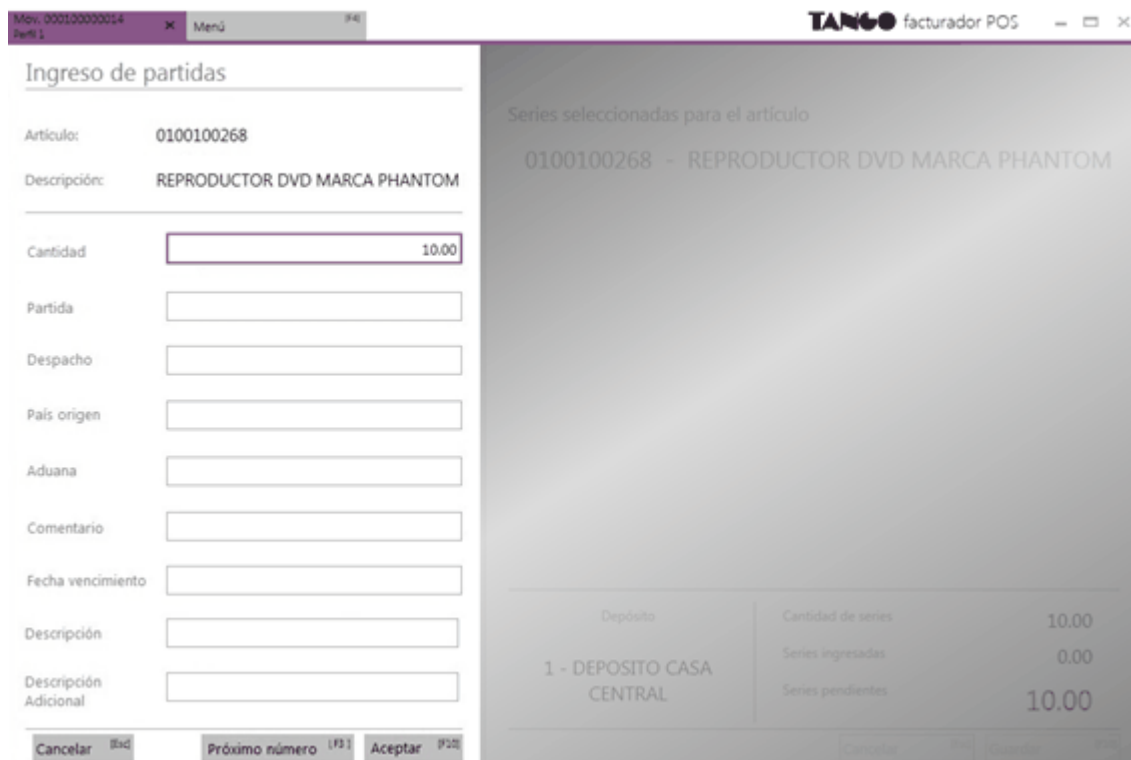 Mov. 000100000014
Perfil 1
Menú [F4]
TANGO facturador POS
Ingreso de partidas
Artículo: 0100100268
Descripción: REPRODUCTOR DVD MARCA PHANTOM
Cantidad 10.00
Partida
Despacho
País origen
Aduana
Comentario
Fecha vencimiento
Descripción
Descripción
Adicional
Cancelar [Esc]
Próximo número [F3]
Aceptar [F10]
Series seleccionadas para el artículo
0100100268 - REPRODUCTOR DVD MARCA PHANTOM
Depósito
1 - DEPOSITO CASA
CENTRAL
Cantidad de series 10.00
Series ingresadas 0.00
Series pendientes 10.00
Cancelar [Esc]
Guardar